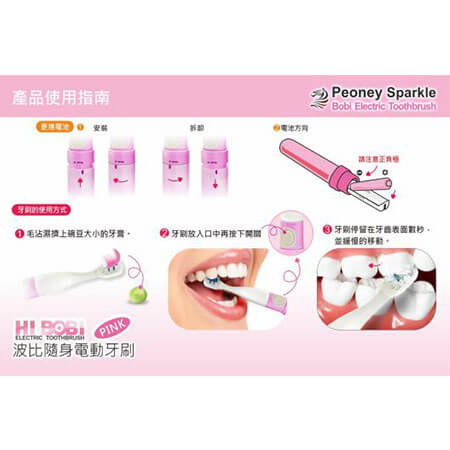 產品使用指南
Peoney Sparkle
Bobi Electric Toothbrush
更換電池 1 安裝 拆卸
2 電池方向
請注意正負極
牙刷的使用方式
1 毛沾濕擠上碗豆大小的牙膏。
2 牙刷放入口中再按下開關
3 牙刷停留在牙齒表面數秒，
並緩慢的移動。
HI BOBI
ELECTRIC TOOTHBRUSH
PINK
波比隨身電動牙刷